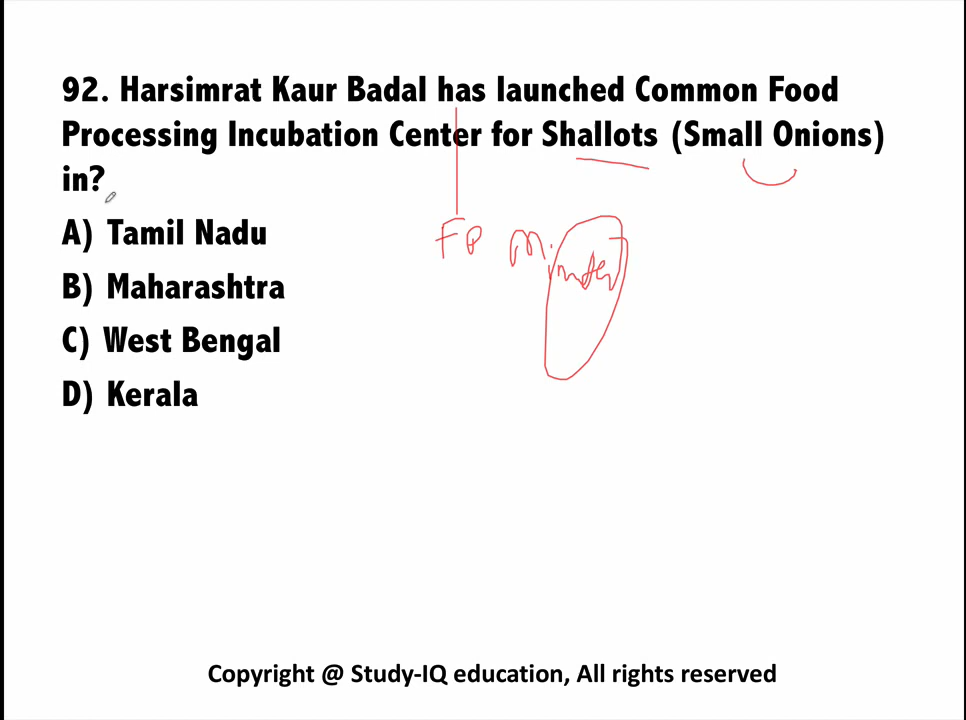 92. Harsimrat Kaur Badal has launched Common Food
Processing Incubation Center for Shallots (Small Onions)
in?
A) Tamil Nadu
FP Minister
B) Maharashtra
C) West Bengal
D) Kerala
Copyright @ Study-IQ education, All rights reserved